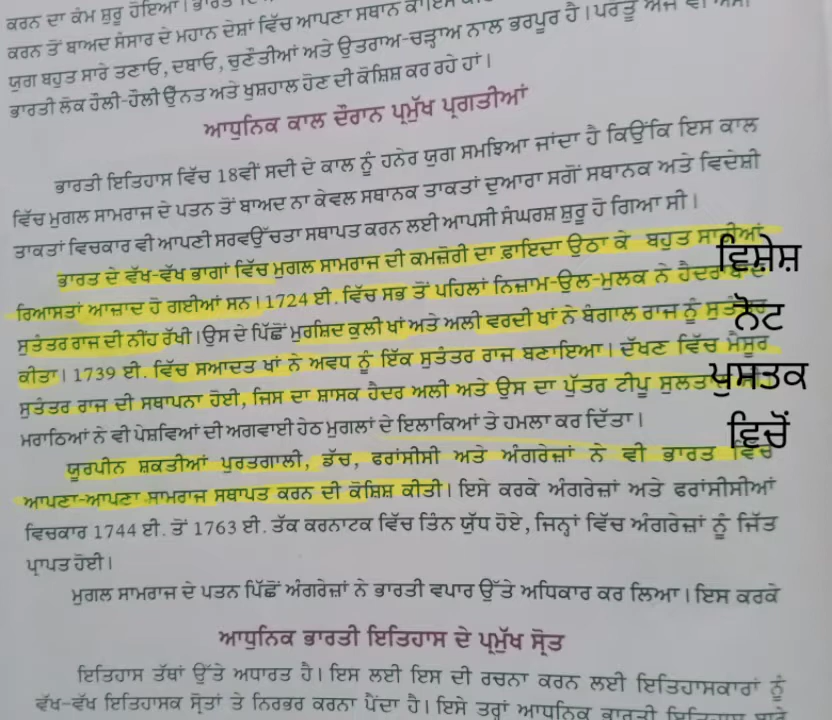 ਕਰਨ ਦਾ ਕੰਮ ਸ਼ੁਰੂ ਹੋਇਆ।
ਕਰਨ ਤੋਂ ਬਾਅਦ ਸੰਸਾਰ ਦੇ ਮਹਾਨ ਦੇਸ਼ਾਂ ਵਿੱਚ ਆਪਣਾ ਸਥਾਨ
ਯੁਗ ਬਹੁਤ ਸਾਰੇ ਤਣਾਓ, ਦਬਾਓ, ਚੁਣੌਤੀਆਂ ਅਤੇ ਉਤਰਾਅ-ਚੜ੍ਹਾਅ ਨਾਲ ਭਰਪੂਰ ਹੈ। ਪਰੰਤੂ ਅਸੀਂ
ਭਾਰਤੀ ਲੋਕ ਹੌਲੀ-ਹੌਲੀ ਉੱਨਤ ਅਤੇ ਖ਼ੁਸ਼ਹਾਲ ਹੋਣ ਦੀ ਕੋਸ਼ਿਸ਼ ਕਰ ਰਹੇ ਹਾਂ।
ਆਧੁਨਿਕ ਕਾਲ ਦੌਰਾਨ ਪ੍ਰਮੁੱਖ ਪ੍ਰਗਤੀਆਂ
ਭਾਰਤੀ ਇਤਿਹਾਸ ਵਿੱਚ 18ਵੀਂ ਸਦੀ ਦੇ ਕਾਲ ਨੂੰ ਹਨੇਰ ਯੁਗ ਸਮਝਿਆ ਜਾਂਦਾ ਹੈ ਕਿਉਂਕਿ ਇਸ ਕਾਲ
ਵਿੱਚ ਮੁਗਲ ਸਾਮਰਾਜ ਦੇ ਪਤਨ ਤੋਂ ਬਾਅਦ ਨਾ ਕੇਵਲ ਸਥਾਨਕ ਤਾਕਤਾਂ ਦੁਆਰਾ ਸਗੋਂ ਸਥਾਨਕ ਅਤੇ ਵਿਦੇਸ਼ੀ
ਤਾਕਤਾਂ ਵਿਚਕਾਰ ਵੀ ਆਪਣੀ ਸਰਵਉੱਚਤਾ ਸਥਾਪਤ ਕਰਨ ਲਈ ਆਪਸੀ ਸੰਘਰਸ਼ ਸ਼ੁਰੂ ਹੋ ਗਿਆ ਸੀ।
ਭਾਰਤ ਦੇ ਵੱਖ-ਵੱਖ ਭਾਗਾਂ ਵਿੱਚ ਮੁਗਲ ਸਾਮਰਾਜ ਦੀ ਕਮਜ਼ੋਰੀ ਦਾ ਫ਼ਾਇਦਾ ਉਠਾ ਕੇ ਬਹੁਤ ਸਾਰੀਆਂ
ਰਿਆਸਤਾਂ ਆਜ਼ਾਦ ਹੋ ਗਈਆਂ ਸਨ। 1724 ਈ. ਵਿੱਚ ਸਭ ਤੋਂ ਪਹਿਲਾਂ ਨਿਜ਼ਾਮ-ਉਲ-ਮੁਲਕ ਨੇ ਹੈਦਰਾਬਾਦ
ਸੁਤੰਤਰ ਰਾਜ ਦੀ ਨੀਂਹ ਰੱਖੀ। ਉਸ ਦੇ ਪਿੱਛੋਂ ਮੁਰਸ਼ਿਦ ਕੁਲੀ ਖਾਂ ਅਤੇ ਅਲੀ ਵਰਦੀ ਖਾਂ ਨੇ ਬੰਗਾਲ ਰਾਜ ਨੂੰ ਸੁਤੰਤਰ
ਕੀਤਾ। 1739 ਈ. ਵਿੱਚ ਸਆਦਤ ਖਾਂ ਨੇ ਅਵਧ ਨੂੰ ਇੱਕ ਸੁਤੰਤਰ ਰਾਜ ਬਣਾਇਆ। ਦੱਖਣ ਵਿੱਚ ਮੈਸੂਰ
ਸੁਤੰਤਰ ਰਾਜ ਦੀ ਸਥਾਪਨਾ ਹੋਈ, ਜਿਸ ਦਾ ਸ਼ਾਸਕ ਹੈਦਰ ਅਲੀ ਅਤੇ ਉਸ ਦਾ ਪੁੱਤਰ ਟੀਪੂ ਸੁਲਤਾਨ
ਮਰਾਠਿਆਂ ਨੇ ਵੀ ਪੇਸ਼ਵਿਆਂ ਦੀ ਅਗਵਾਈ ਹੇਠ ਮੁਗਲਾਂ ਦੇ ਇਲਾਕਿਆਂ ਤੇ ਹਮਲਾ ਕਰ ਦਿੱਤਾ।
ਯੂਰਪੀਨ ਸ਼ਕਤੀਆਂ ਪੁਰਤਗਾਲੀ, ਡੱਚ, ਫਰਾਂਸੀਸੀ ਅਤੇ ਅੰਗਰੇਜ਼ਾਂ ਨੇ ਵੀ ਭਾਰਤ ਵਿੱਚ
ਆਪਣਾ-ਆਪਣਾ ਸਾਮਰਾਜ ਸਥਾਪਤ ਕਰਨ ਦੀ ਕੋਸ਼ਿਸ਼ ਕੀਤੀ। ਇਸੇ ਕਰਕੇ ਅੰਗਰੇਜ਼ਾਂ ਅਤੇ ਫਰਾਂਸੀਸੀਆਂ
ਵਿਚਕਾਰ 1744 ਈ. ਤੋਂ 1763 ਈ. ਤੱਕ ਕਰਨਾਟਕ ਵਿੱਚ ਤਿੰਨ ਯੁੱਧ ਹੋਏ, ਜਿਨ੍ਹਾਂ ਵਿੱਚ ਅੰਗਰੇਜ਼ਾਂ ਨੂੰ ਜਿੱਤ
ਪ੍ਰਾਪਤ ਹੋਈ।
ਮੁਗਲ ਸਾਮਰਾਜ ਦੇ ਪਤਨ ਪਿੱਛੋਂ ਅੰਗਰੇਜ਼ਾਂ ਨੇ ਭਾਰਤੀ ਵਪਾਰ ਉੱਤੇ ਅਧਿਕਾਰ ਕਰ ਲਿਆ। ਇਸ ਕਰਕੇ
ਆਧੁਨਿਕ ਭਾਰਤੀ ਇਤਿਹਾਸ ਦੇ ਪ੍ਰਮੁੱਖ ਸ੍ਰੋਤ
ਇਤਿਹਾਸ ਤੱਥਾਂ ਉੱਤੇ ਅਧਾਰਤ ਹੈ। ਇਸ ਲਈ ਇਸ ਦੀ ਰਚਨਾ ਕਰਨ ਲਈ ਇਤਿਹਾਸਕਾਰਾਂ ਨੂੰ
ਵੱਖ-ਵੱਖ ਇਤਿਹਾਸਕ ਸ੍ਰੋਤਾਂ ਤੇ ਨਿਰਭਰ ਕਰਨਾ ਪੈਂਦਾ ਹੈ। ਇਸੇ ਤਰ੍ਹਾਂ ਆਧੁਨਿਕ ਭਾਰਤੀ ਇਤਿਹਾਸ ਬਾਰੇ
ਵਿਸ਼ੇਸ਼
ਨੋਟ
ਪੁਸਤਕ
ਵਿਚੋਂ